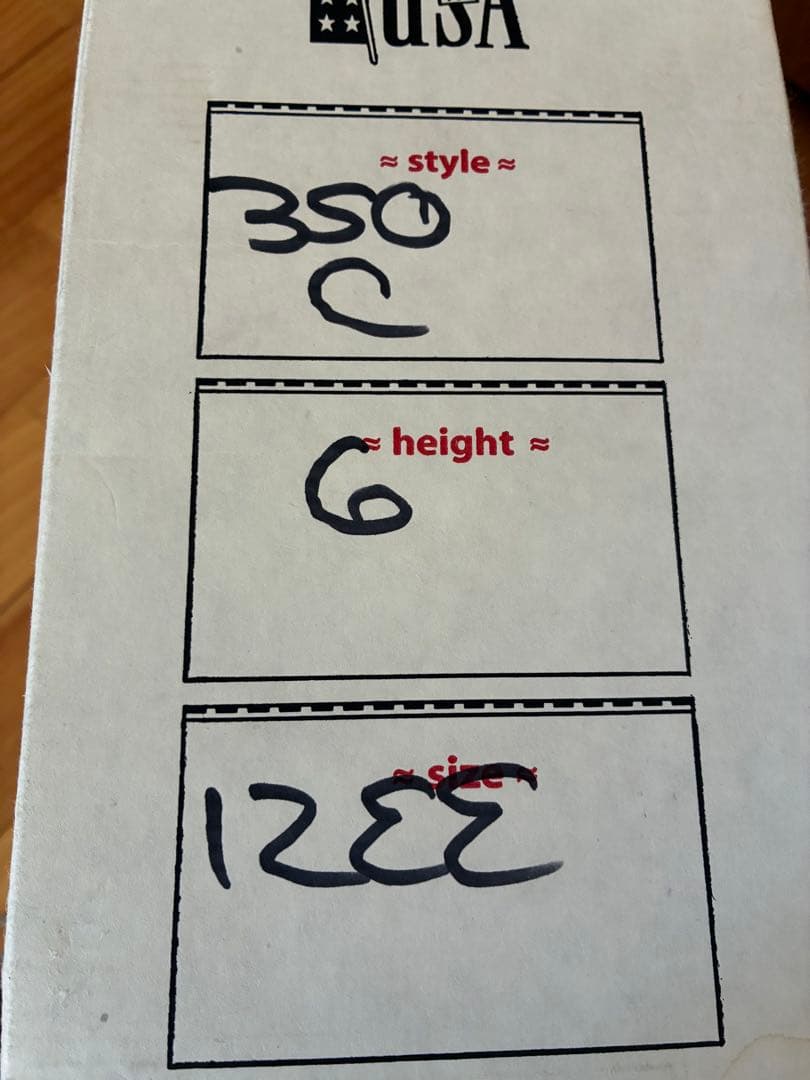 USA
≈ style ≈
350
C
≈ height ≈
6
≈ size ≈
12EE